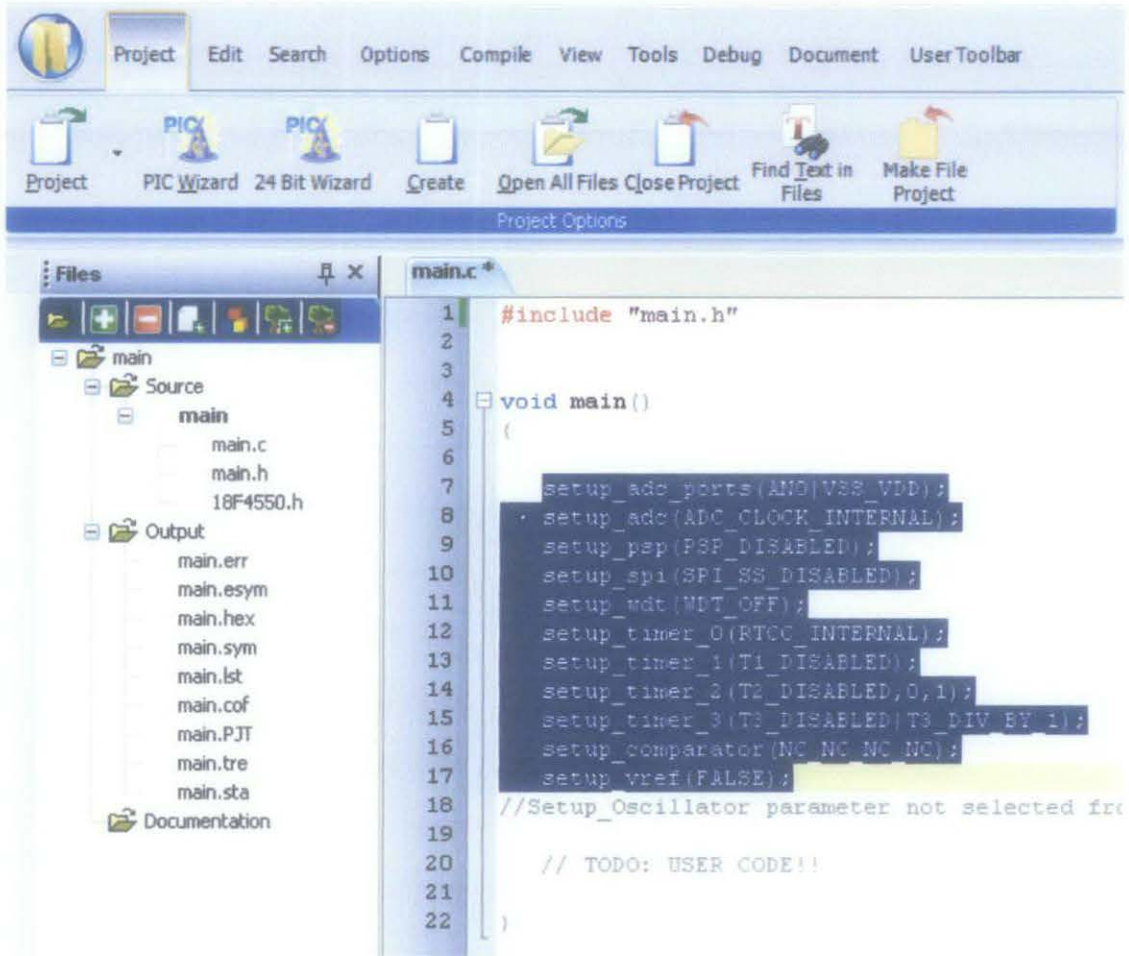 Project Edit Search Options Compile View Tools Debug Document User Toolbar
PIC PIC
Project PIC Wizard 24 Bit Wizard Create Open All Files Close Project Find Text in Files Make File Project
Project Options
Files
main.c *
main
Source
main
main.c
main.h
18F4550.h
Output
main.err
main.esym
main.hex
main.sym
main.lst
main.cof
main.PJT
main.tre
main.sta
Documentation
1 #include "main.h"
2
3
4 void main()
5 {
6
7 setup_adc_ports(AN0|VSS_VDD);
8 setup_adc(ADC_CLOCK_INTERNAL);
9 setup_psp(PSP_DISABLED);
10 setup_spi(SPI_SS_DISABLED);
11 setup_wdt(WDT_OFF);
12 setup_timer_0(RTCC_INTERNAL);
13 setup_timer_1(T1_DISABLED);
14 setup_timer_2(T2_DISABLED,0,1);
15 setup_timer_3(T3_DISABLED|T3_DIV_BY_1);
16 setup_comparator(NC_NC_NC_NC);
17 setup_vref(FALSE);
18 //Setup_Oscillator parameter not selected fro
19
20 // TODO: USER CODE!!
21
22 }